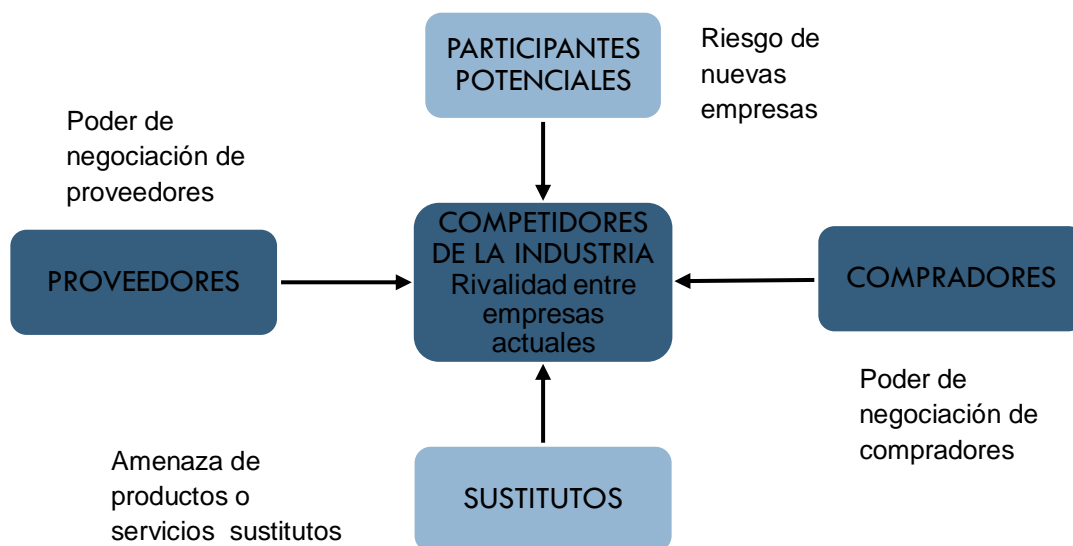 PARTICIPANTES
POTENCIALES
Riesgo de
nuevas
empresas
Poder de
negociación de
proveedores
PROVEEDORES
COMPETIDORES
DE LA INDUSTRIA
Rivalidad entre
empresas
actuales
COMPRADORES
Poder de
negociación de
compradores
Amenaza de
productos o
servicios sustitutos
SUSTITUTOS